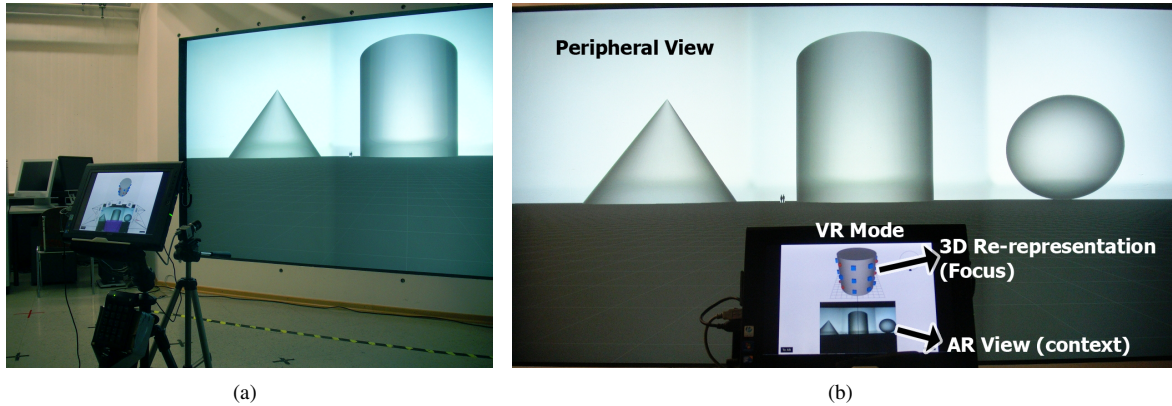 Peripheral View
VR Mode
3D Re-representation
(Focus)
AR View (context)
(a)
(b)